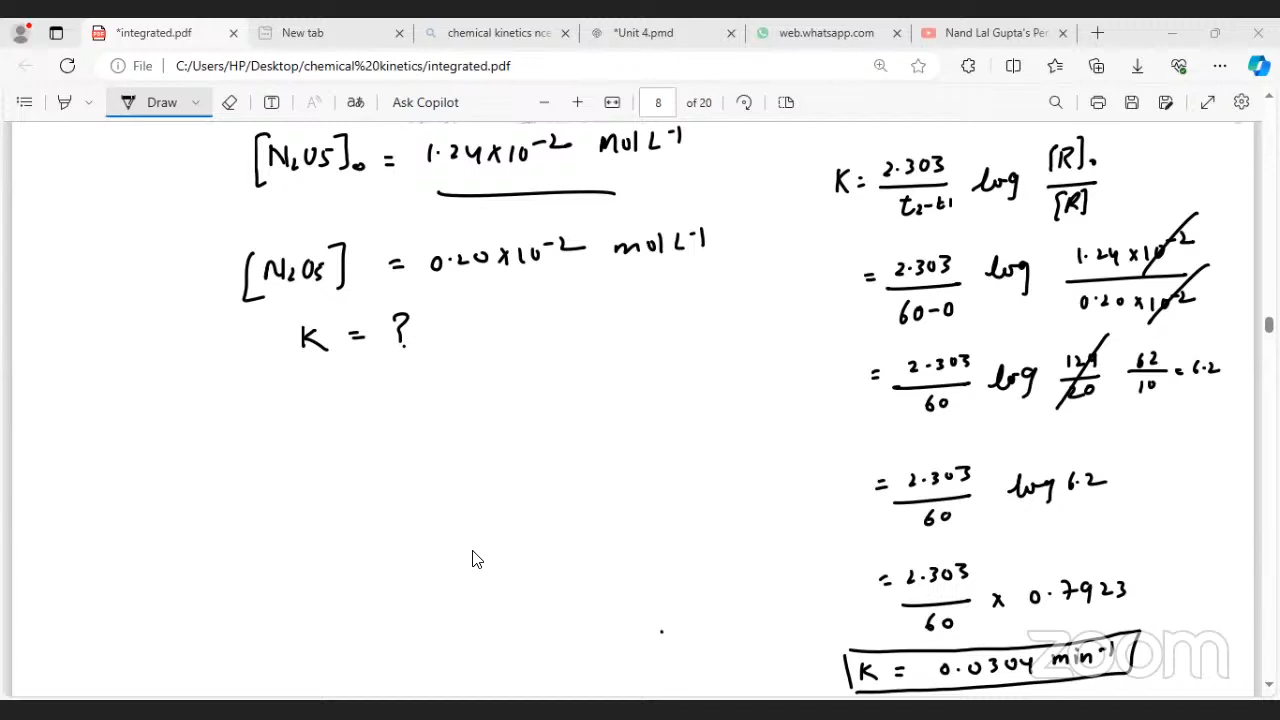 *integrated.pdf
New tab
chemical kinetics nce
*Unit 4.pmd
web.whatsapp.com
Nand Lal Gupta's Per
File
C:/Users/HP/Desktop/chemical%20kinetics/integrated.pdf
Draw
Ask Copilot
8 of 20
[N₂O5]₀ = 1.24 × 10⁻² mol L⁻¹
[N₂O5] = 0.20 × 10⁻² mol L⁻¹
K = ?
K = 2.303 / t₂-t₁ log [R]₀ / [R]
= 2.303 / 60-0 log 1.24 × 10⁻² / 0.20 × 10⁻²
= 2.303 / 60 log 124 / 20 62 / 10 = 6.2
= 2.303 / 60 log 6.2
= 2.303 / 60 × 0.7923
K = 0.0304 min⁻¹
zoom